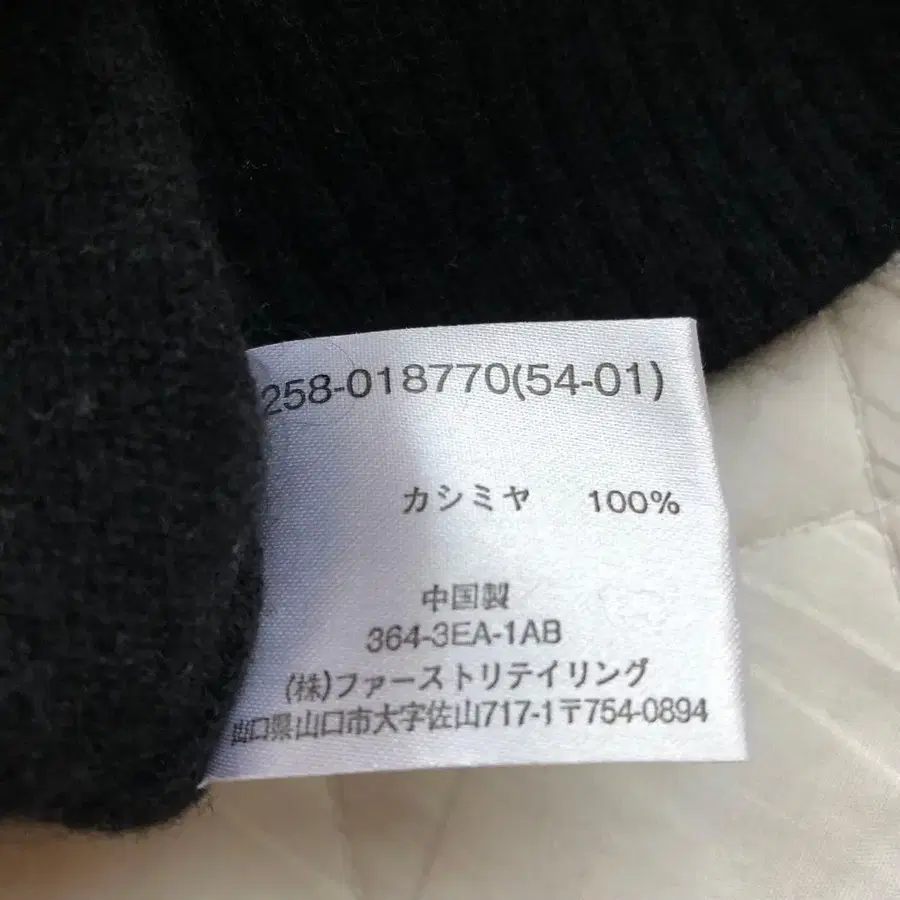 258-018770(54-01)
カシミヤ 100%
中国製
364-3EA-1AB
(株)ファーストリテイリング
山口県山口市大字佐山717-1〒754-0894